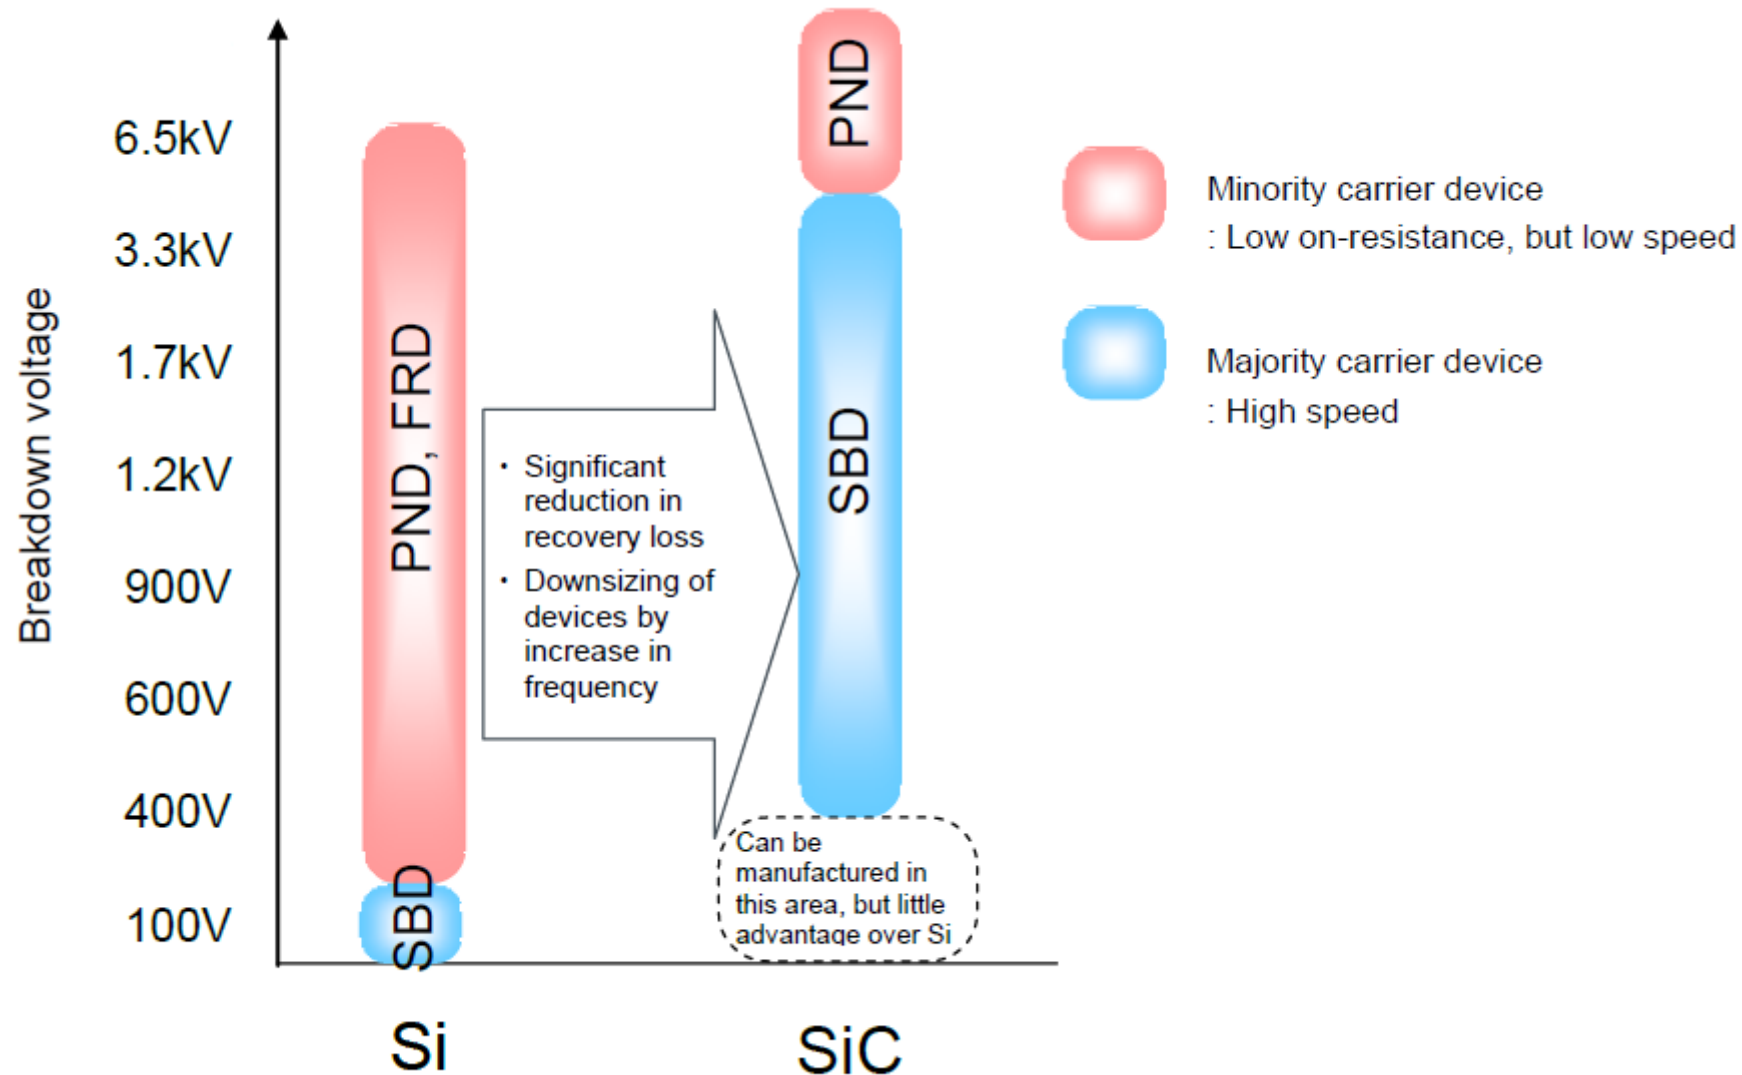 Breakdown voltage
6.5kV
3.3kV
1.7kV
1.2kV
900V
600V
400V
100V
PND, FRD
SBD
・ Significant
reduction in
recovery loss
・ Downsizing of
devices by
increase in
frequency
PND
SBD
Can be
manufactured in
this area, but little
advantage over Si
Si
SiC
Minority carrier device
: Low on-resistance, but low speed
Majority carrier device
: High speed